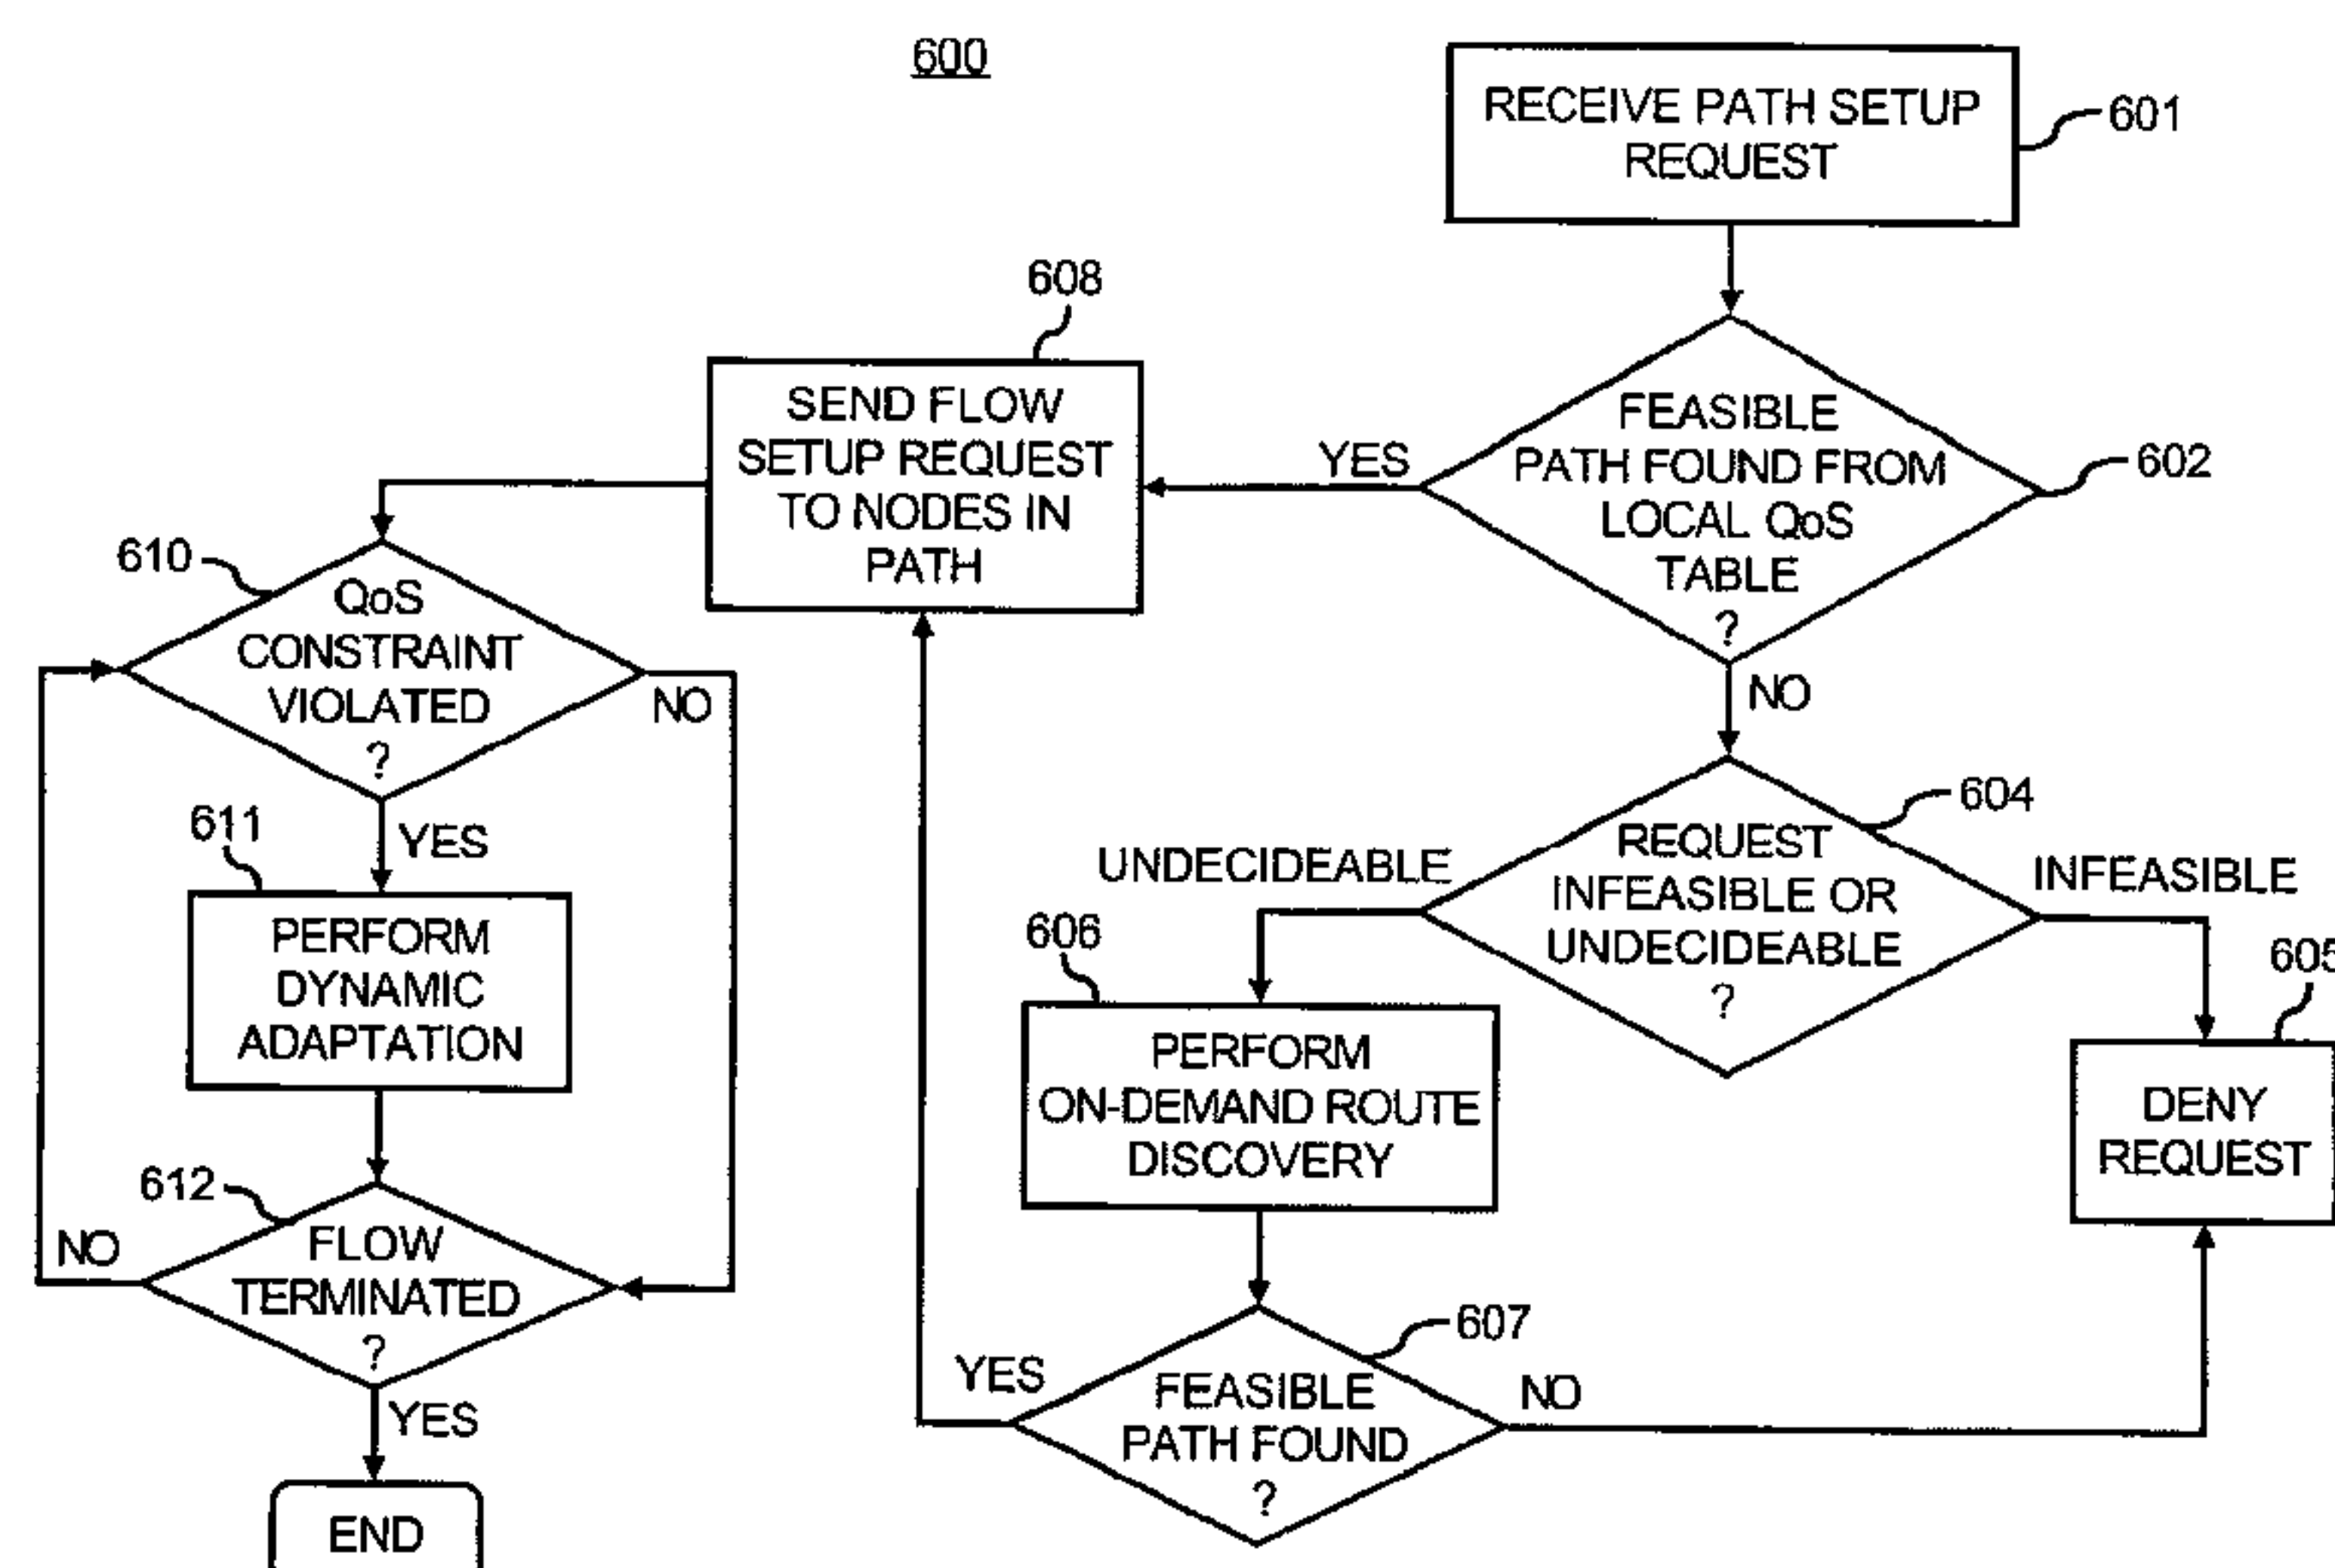 600
RECEIVE PATH SETUP
REQUEST
601
FEASIBLE
PATH FOUND FROM
LOCAL QoS
TABLE
?
602
YES
NO
608
SEND FLOW
SETUP REQUEST
TO NODES IN
PATH
610
QoS
CONSTRAINT
VIOLATED
?
NO
YES
611
PERFORM
DYNAMIC
ADAPTATION
612
FLOW
TERMINATED
?
NO
YES
END
604
REQUEST
INFEASIBLE OR
UNDECIDEABLE
?
UNDECIDEABLE
INFEASIBLE
605
DENY
REQUEST
606
PERFORM
ON-DEMAND ROUTE
DISCOVERY
607
FEASIBLE
PATH FOUND
?
YES
NO